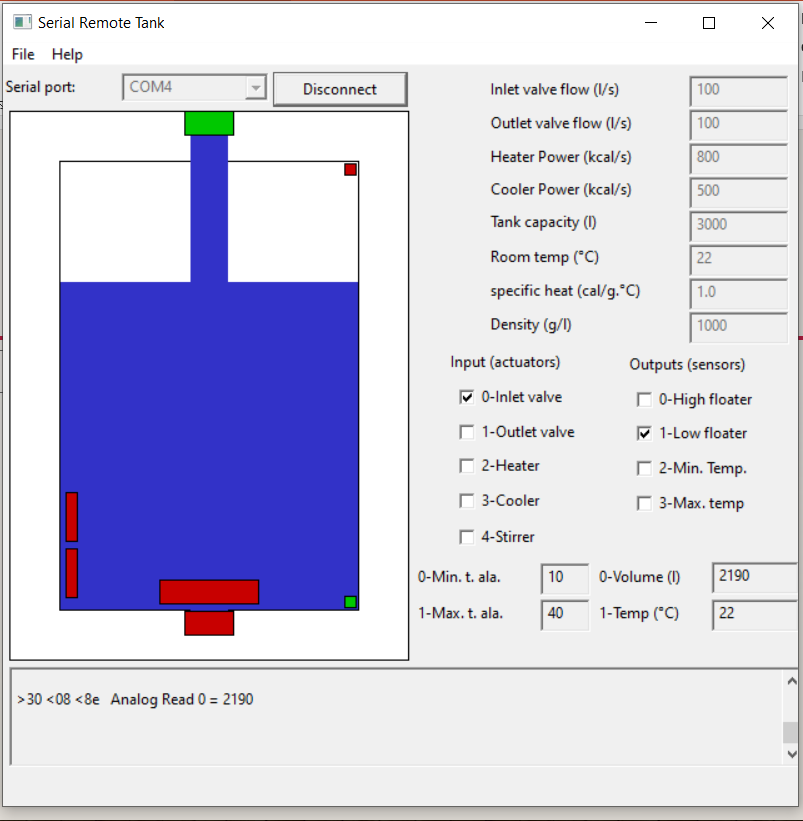 Serial Remote Tank
File Help
Serial port: COM4 Disconnect
Inlet valve flow (l/s) 100
Outlet valve flow (l/s) 100
Heater Power (kcal/s) 800
Cooler Power (kcal/s) 500
Tank capacity (l) 3000
Room temp (°C) 22
specific heat (cal/g.°C) 1.0
Density (g/l) 1000
Input (actuators) Outputs (sensors)
0-Inlet valve 0-High floater
1-Outlet valve 1-Low floater
2-Heater 2-Min. Temp.
3-Cooler 3-Max. temp
4-Stirrer
0-Min. t. ala. 10 0-Volume (l) 2190
1-Max. t. ala. 40 1-Temp (°C) 22
>30 <08 <8e Analog Read 0 = 2190